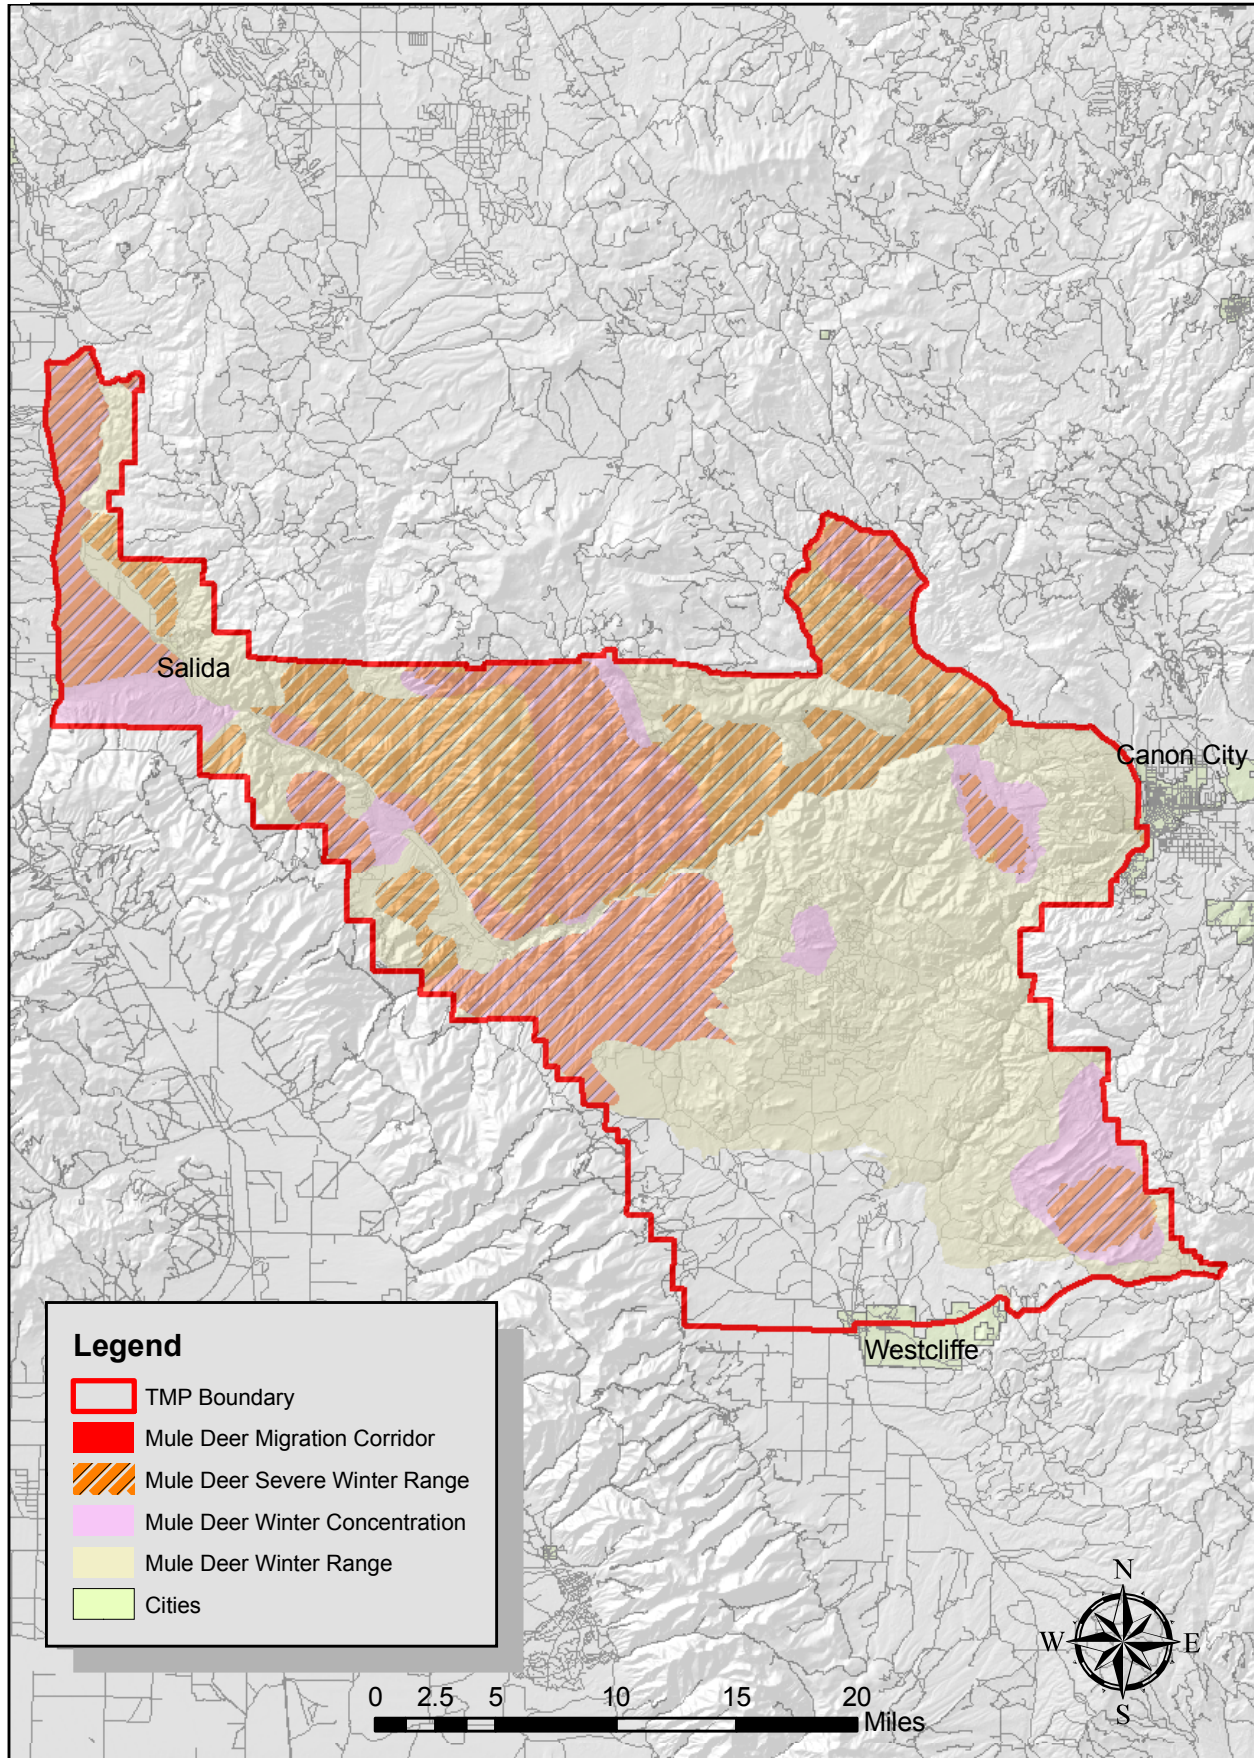 Salida
Canon City
Westcliffe
Legend
TMP Boundary
Mule Deer Migration Corridor
Mule Deer Severe Winter Range
Mule Deer Winter Concentration
Mule Deer Winter Range
Cities
N
W E
S
0 2.5 5 10 15 20
Miles